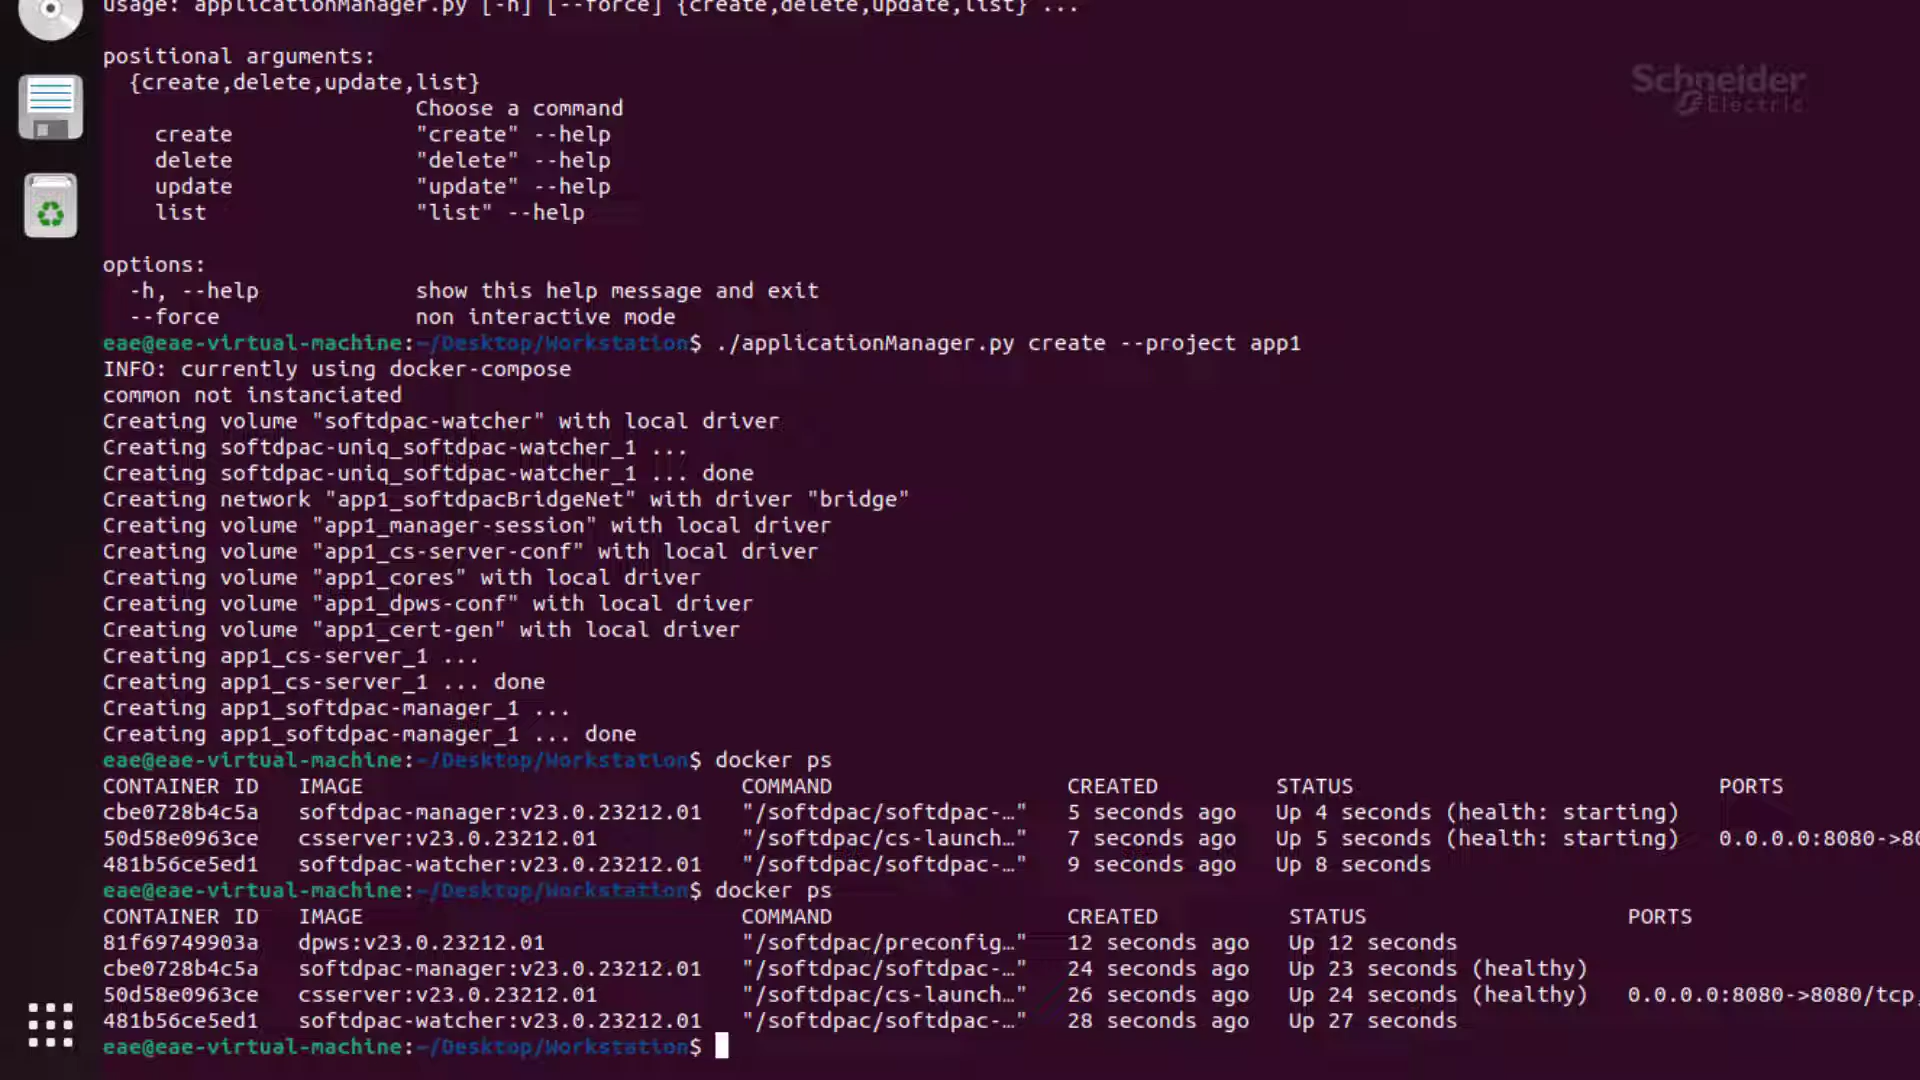 usage: applicationManager.py [-h] [--force] {create,delete,update,list} ...
positional arguments:
{create,delete,update,list}
Choose a command
create "create" --help
delete "delete" --help
update "update" --help
list "list" --help
options:
-h, --help show this help message and exit
--force non interactive mode
eae@eae-virtual-machine:~/Desktop/Workstation$ ./applicationManager.py create --project app1
INFO: currently using docker-compose
common not instanciated
Creating volume "softdpac-watcher" with local driver
Creating softdpac-uniq_softdpac-watcher_1 ...
Creating softdpac-uniq_softdpac-watcher_1 ... done
Creating network "app1_softdpacBridgeNet" with driver "bridge"
Creating volume "app1_manager-session" with local driver
Creating volume "app1_cs-server-conf" with local driver
Creating volume "app1_cores" with local driver
Creating volume "app1_dpws-conf" with local driver
Creating volume "app1_cert-gen" with local driver
Creating app1_cs-server_1 ...
Creating app1_cs-server_1 ... done
Creating app1_softdpac-manager_1 ...
Creating app1_softdpac-manager_1 ... done
eae@eae-virtual-machine:~/Desktop/Workstation$ docker ps
CONTAINER ID IMAGE COMMAND CREATED STATUS PORTS
cbe0728b4c5a softdpac-manager:v23.0.23212.01 "/softdpac/softdpac-…" 5 seconds ago Up 4 seconds (health: starting)
50d58e0963ce csserver:v23.0.23212.01 "/softdpac/cs-launch…" 7 seconds ago Up 5 seconds (health: starting) 0.0.0.0:8080->80
481b56ce5ed1 softdpac-watcher:v23.0.23212.01 "/softdpac/softdpac-…" 9 seconds ago Up 8 seconds
eae@eae-virtual-machine:~/Desktop/Workstation$ docker ps
CONTAINER ID IMAGE COMMAND CREATED STATUS PORTS
81f69749903a dpws:v23.0.23212.01 "/softdpac/preconfig…" 12 seconds ago Up 12 seconds
cbe0728b4c5a softdpac-manager:v23.0.23212.01 "/softdpac/softdpac-…" 24 seconds ago Up 23 seconds (healthy)
50d58e0963ce csserver:v23.0.23212.01 "/softdpac/cs-launch…" 26 seconds ago Up 24 seconds (healthy) 0.0.0.0:8080->8080/tcp,
481b56ce5ed1 softdpac-watcher:v23.0.23212.01 "/softdpac/softdpac-…" 28 seconds ago Up 27 seconds
eae@eae-virtual-machine:~/Desktop/Workstation$
Schneider
Electric